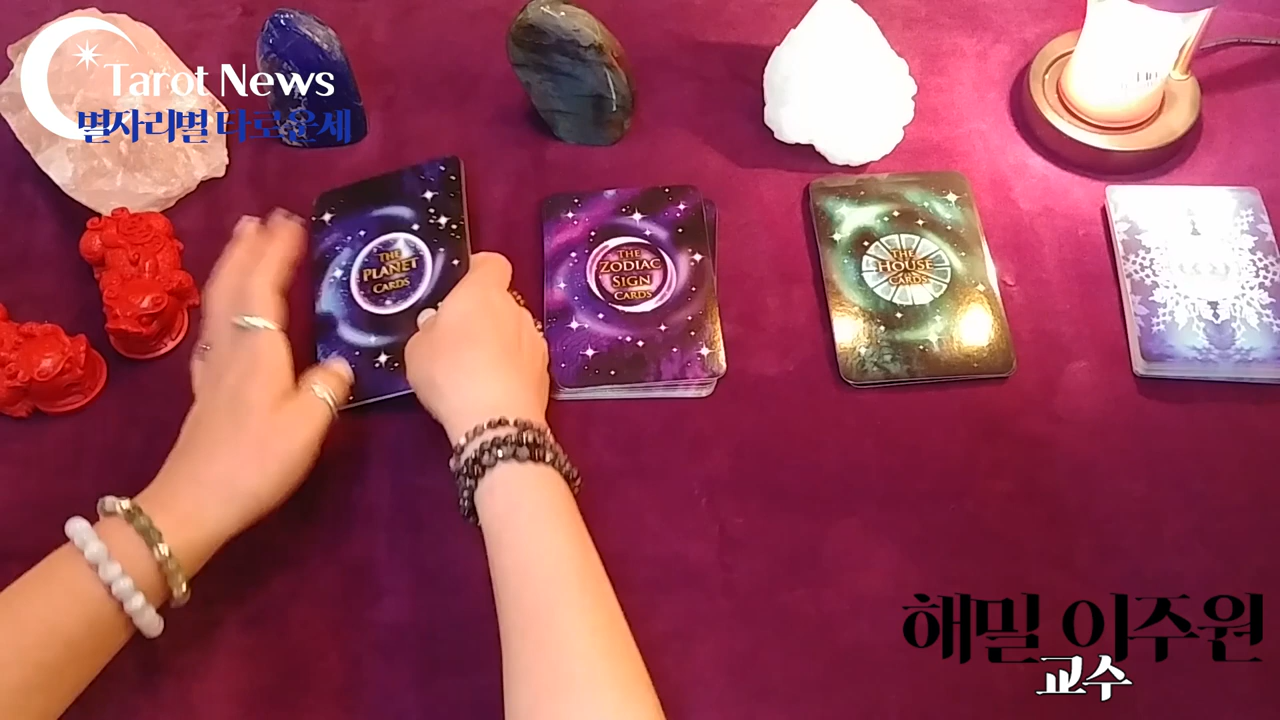 Tarot News
별자리별 타로운세
THE
PLANET
CARDS
THE
ZODIAC
SIGN
CARDS
THE
HOUSE
CARDS
해밀 이주원
교수